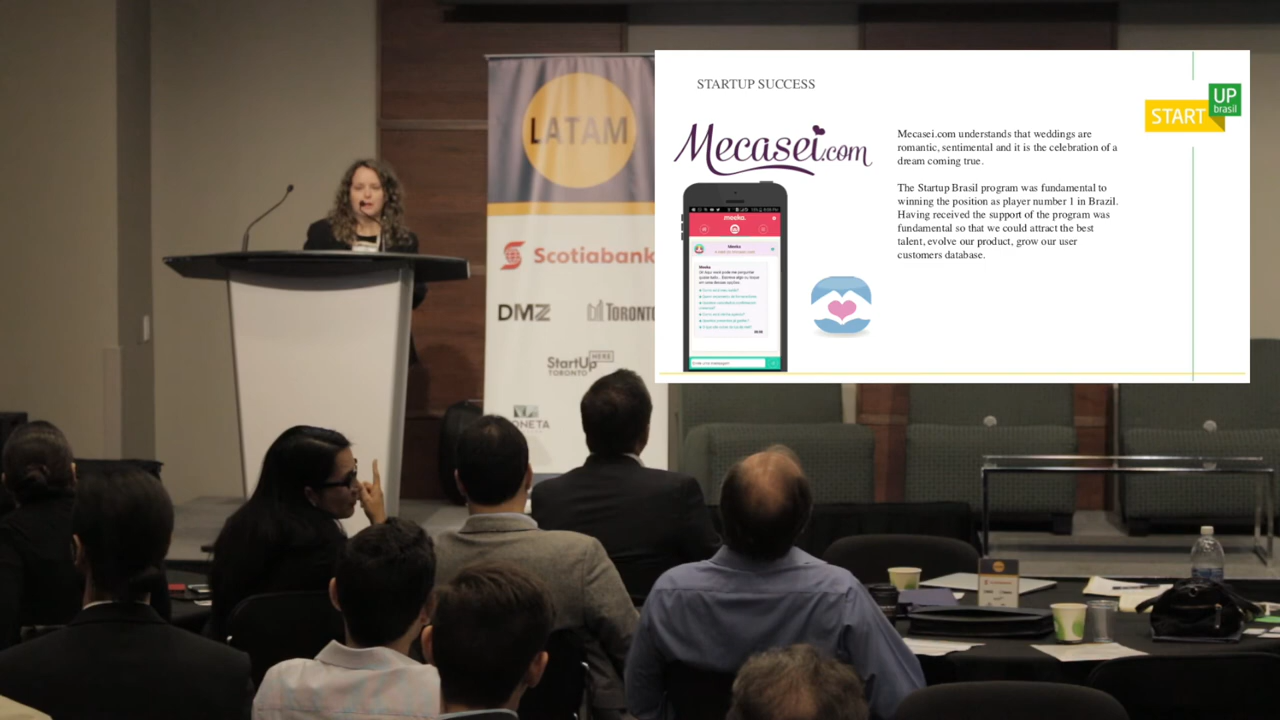 LATAM
Scotiabank
DMZ
TORONTO
StartUp
HERE
TORONTO
STARTUP SUCCESS
START
UP
brasil
Mecasei.com
meeka.
Meeka
Meeka
Mecasei.com understands that weddings are
romantic, sentimental and it is the celebration of a
dream coming true.
The Startup Brasil program was fundamental to
winning the position as player number 1 in Brazil.
Having received the support of the program was
fundamental so that we could attract the best
talent, evolve our product, grow our user
customers database.